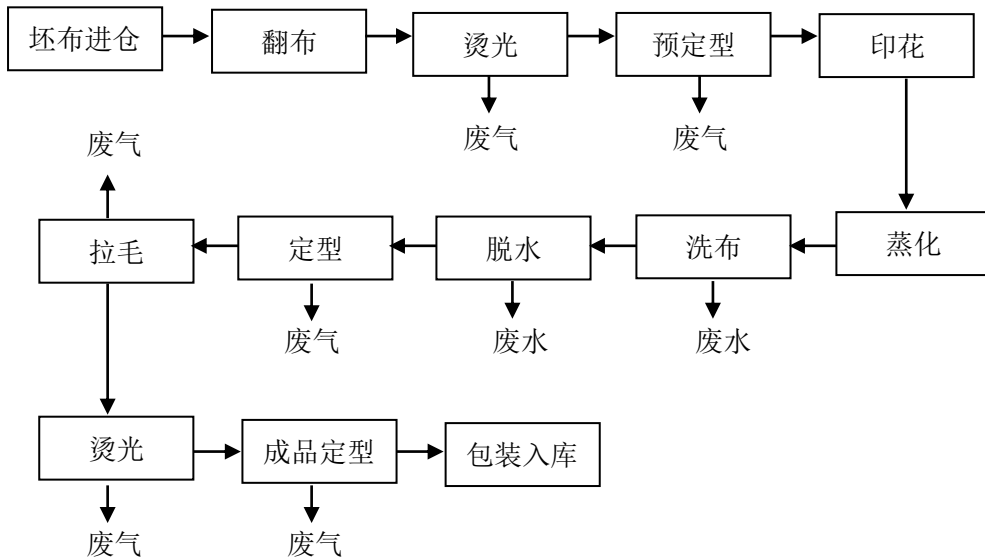 坯布进仓
翻布
烫光
预定型
印花
废气
废气
废气
拉毛
定型
脱水
洗布
蒸化
废气
废水
废水
烫光
成品定型
包装入库
废气
废气